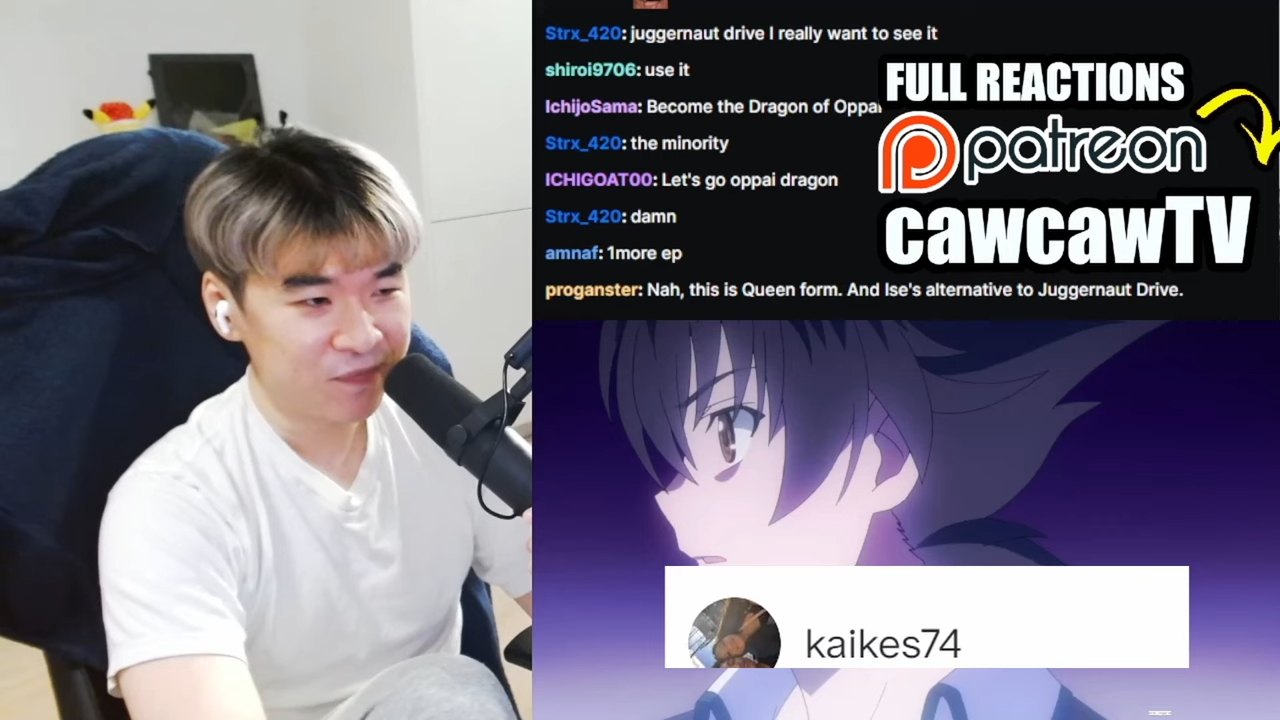 Strx_420: juggernaut drive I really want to see it
shiroi9706: use it
IchijoSama: Become the Dragon of Oppai
Strx_420: the minority
ICHIGOAT00: Let's go oppai dragon
Strx_420: damn
amnaf: 1more ep
proganster: Nah, this is Queen form. And Ise's alternative to Juggernaut Drive.
FULL REACTIONS
patreon
cawcawTV
kaikes74